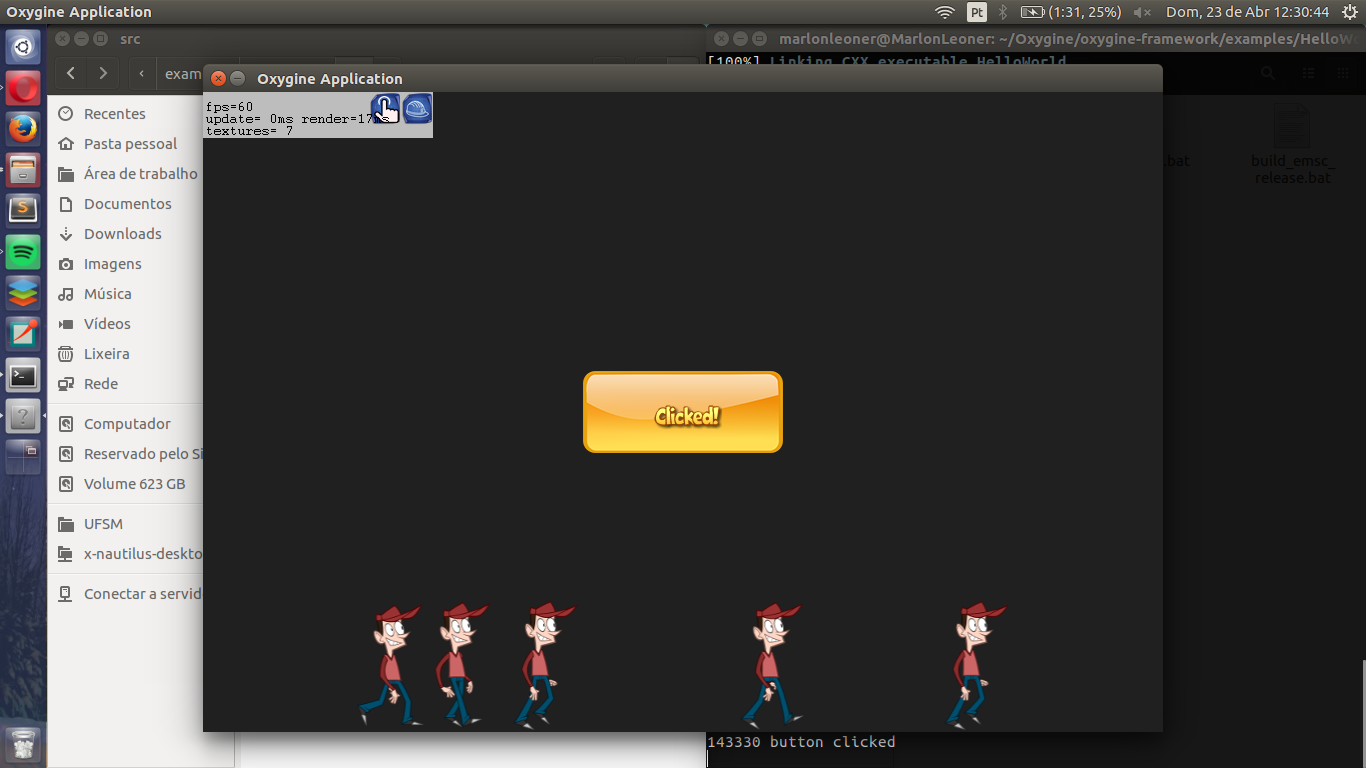 Oxygine Application
Pt
(1:31, 25%)
Dom, 23 de Abr 12:30:44
src
marlonleoner@MarlonLeoner: ~/Oxygine/oxygine-framework/examples/HelloWo
exam
[100%] Linking CXX executable HelloWorld
Oxygine Application
fps=60
update= 0ms render=17ms
textures= 7
Recentes
Pasta pessoal
Área de trabalho
Documentos
Downloads
Imagens
Música
Vídeos
Lixeira
Rede
Computador
Reservado pelo Si
Volume 623 GB
UFSM
x-nautilus-deskto
Conectar a servid
.bat
build_emsc_
release.bat
Clicked!
143330 button clicked